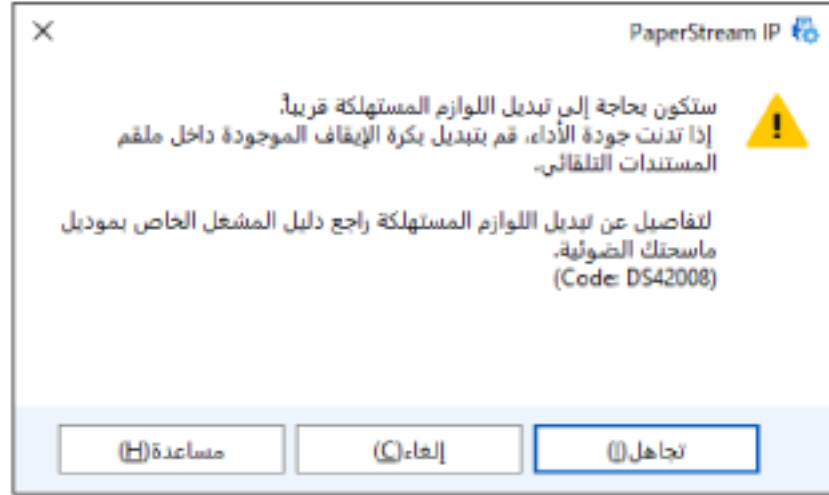 PaperStream IP
ستكون بحاجة إلى تبديل اللوازم المستهلكة قريباً.
إذا تدنت جودة الأداء، قم بتبديل بكرة الإيقاف الموجودة داخل ملقم
المستندات التلقائي.
لتفاصيل عن تبديل اللوازم المستهلكة راجع دليل المشغل الخاص بموديل
ماسحتك الضوئية.
(Code: DS42008)
تجاهل(I)
إلغاء(C)
مساعدة(H)